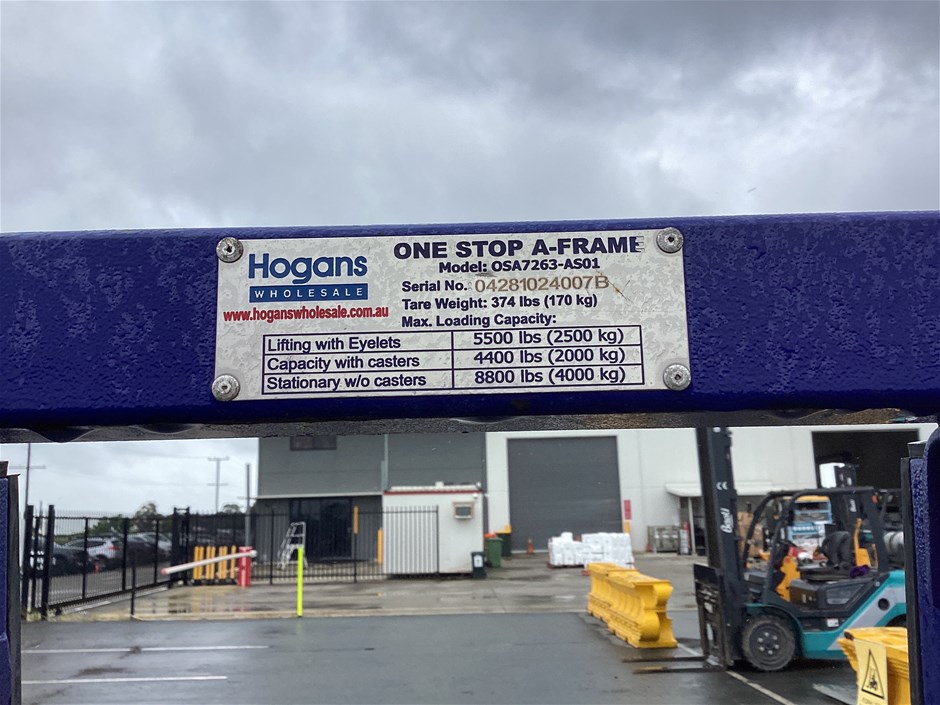 Hogans
WHOLESALE
www.hoganswholesale.com.au
ONE STOP A-FRAME
Model: OSA7263-AS01
Serial No. 04281024007B
Tare Weight: 374 lbs (170 kg)
Max. Loading Capacity:
Lifting with Eyelets 5500 lbs (2500 kg)
Capacity with casters 4400 lbs (2000 kg)
Stationary w/o casters 8800 lbs (4000 kg)
CE